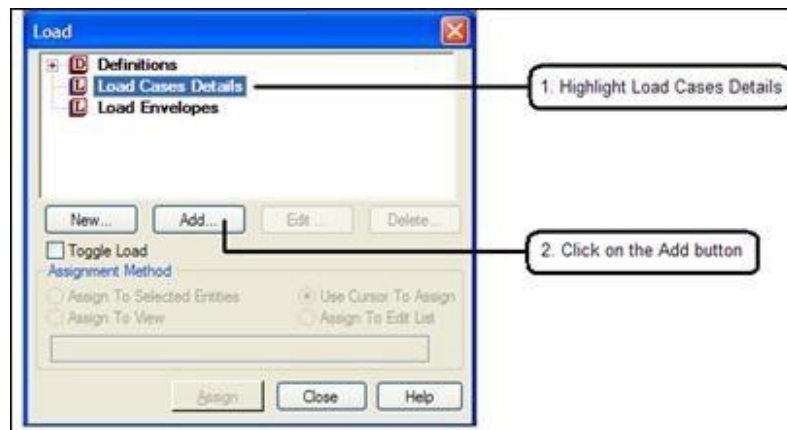 Load
D Definitions
L Load Cases Details
L Load Envelopes
1. Highlight Load Cases Details
New...
Add...
Edit ...
Delete...
2. Click on the Add button
Toggle Load
Assignment Method
Assign To Selected Entities
Use Cursor To Assign
Assign To View
Assign To Edit List
Assign
Close
Help